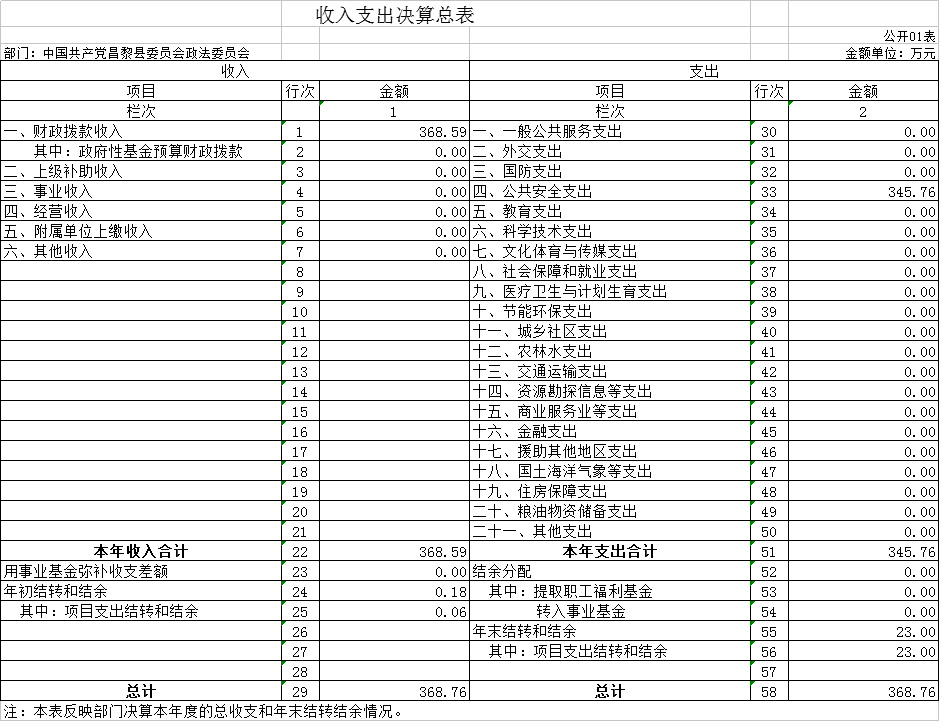 收入支出决算总表
公开01表
部门：中国共产党昌黎县委员会政法委员会 金额单位：万元
收入 支出
项目 行次 金额 项目 行次 金额
栏次 1 栏次 2
一、财政拨款收入 1 368.59 一、一般公共服务支出 30 0.00
其中：政府性基金预算财政拨款 2 0.00 二、外交支出 31 0.00
二、上级补助收入 3 0.00 三、国防支出 32 0.00
三、事业收入 4 0.00 四、公共安全支出 33 345.76
四、经营收入 5 0.00 五、教育支出 34 0.00
五、附属单位上缴收入 6 0.00 六、科学技术支出 35 0.00
六、其他收入 7 0.00 七、文化体育与传媒支出 36 0.00
8 八、社会保障和就业支出 37 0.00
9 九、医疗卫生与计划生育支出 38 0.00
10 十、节能环保支出 39 0.00
11 十一、城乡社区支出 40 0.00
12 十二、农林水支出 41 0.00
13 十三、交通运输支出 42 0.00
14 十四、资源勘探信息等支出 43 0.00
15 十五、商业服务业等支出 44 0.00
16 十六、金融支出 45 0.00
17 十七、援助其他地区支出 46 0.00
18 十八、国土海洋气象等支出 47 0.00
19 十九、住房保障支出 48 0.00
20 二十、粮油物资储备支出 49 0.00
21 二十一、其他支出 50 0.00
本年收入合计 22 368.59 本年支出合计 51 345.76
用事业基金弥补收支差额 23 0.00 结余分配 52 0.00
年初结转和结余 24 0.18 其中：提取职工福利基金 53 0.00
其中：项目支出结转和结余 25 0.06 转入事业基金 54 0.00
26 年末结转和结余 55 23.00
27 其中：项目支出结转和结余 56 23.00
28 57
总计 29 368.76 总计 58 368.76
注：本表反映部门决算本年度的总收支和年末结转结余情况。